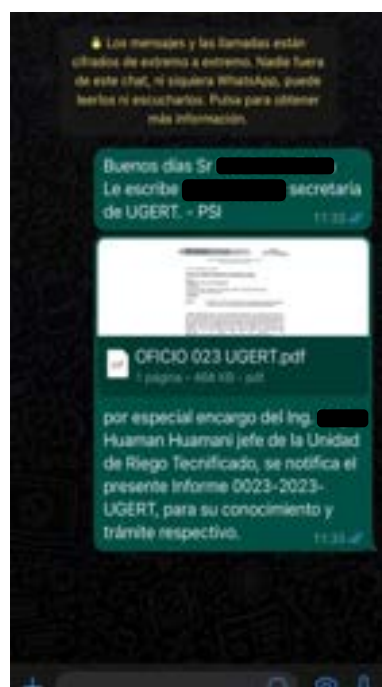 Los mensajes y las llamadas están
cifrados de extremo a extremo. Nadie fuera
de este chat, ni siquiera WhatsApp, puede
leerlos ni escucharlos. Pulsa para obtener
más información.
Buenos días Sr
Le escribe secretaria
de UGERT. - PSI
11:33
OFICIO 023 UGERT.pdf
1 página • 468 KB • pdf
por especial encargo del Ing.
Huaman Huamani jefe de la Unidad
de Riego Tecnificado, se notifica el
presente Informe 0023-2023-
UGERT, para su conocimiento y
trámite respectivo.
11:33